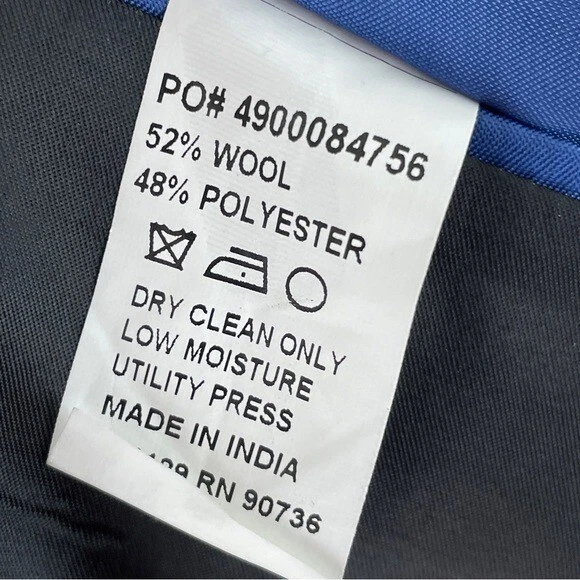 PO# 4900084756
52% WOOL
48% POLYESTER
DRY CLEAN ONLY
LOW MOISTURE
UTILITY PRESS
MADE IN INDIA
RN 90736